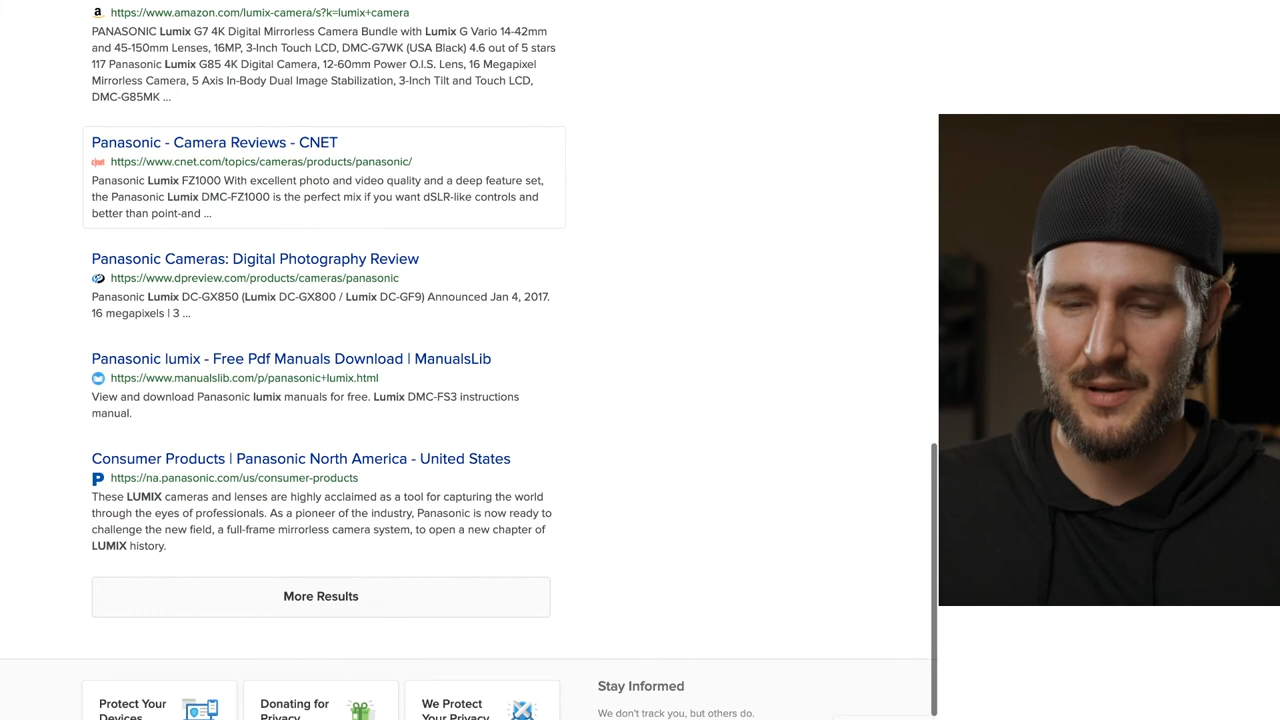 https://www.amazon.com/lumix-camera/s?k=lumix+camera
PANASONIC Lumix G7 4K Digital Mirrorless Camera Bundle with Lumix G Vario 14-42mm
and 45-150mm Lenses, 16MP, 3-Inch Touch LCD, DMC-G7WK (USA Black) 4.6 out of 5 stars
117 Panasonic Lumix G85 4K Digital Camera, 12-60mm Power O.I.S. Lens, 16 Megapixel
Mirrorless Camera, 5 Axis In-Body Dual Image Stabilization, 3-Inch Tilt and Touch LCD,
DMC-G85MK ...
Panasonic - Camera Reviews - CNET
cnet
https://www.cnet.com/topics/cameras/products/panasonic/
Panasonic Lumix FZ1000 With excellent photo and video quality and a deep feature set,
the Panasonic Lumix DMC-FZ1000 is the perfect mix if you want dSLR-like controls and
better than point-and ...
Panasonic Cameras: Digital Photography Review
https://www.dpreview.com/products/cameras/panasonic
Panasonic Lumix DC-GX850 (Lumix DC-GX800 / Lumix DC-GF9) Announced Jan 4, 2017.
16 megapixels | 3 ...
Panasonic lumix - Free Pdf Manuals Download | ManualsLib
https://www.manualslib.com/p/panasonic+lumix.html
View and download Panasonic lumix manuals for free. Lumix DMC-FS3 instructions
manual.
Consumer Products | Panasonic North America - United States
P https://na.panasonic.com/us/consumer-products
These LUMIX cameras and lenses are highly acclaimed as a tool for capturing the world
through the eyes of professionals. As a pioneer of the industry, Panasonic is now ready to
challenge the new field, a full-frame mirrorless camera system, to open a new chapter of
LUMIX history.
More Results
Protect Your
Devices
Donating for
Privacy
We Protect
Your Privacy
Stay Informed
We don't track you, but others do.